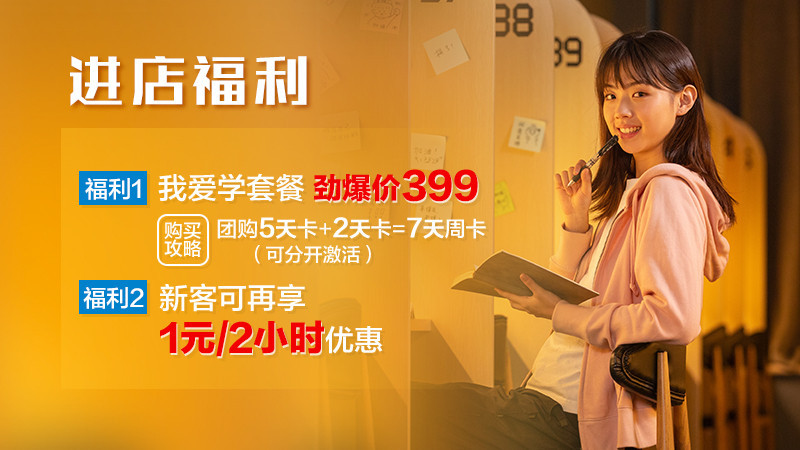 进店福利
福利1 我爱学套餐 劲爆价399
购买攻略 团购5天卡+2天卡=7天周卡
（可分开激活）
福利2 新客可再享
1元/2小时优惠
38
39